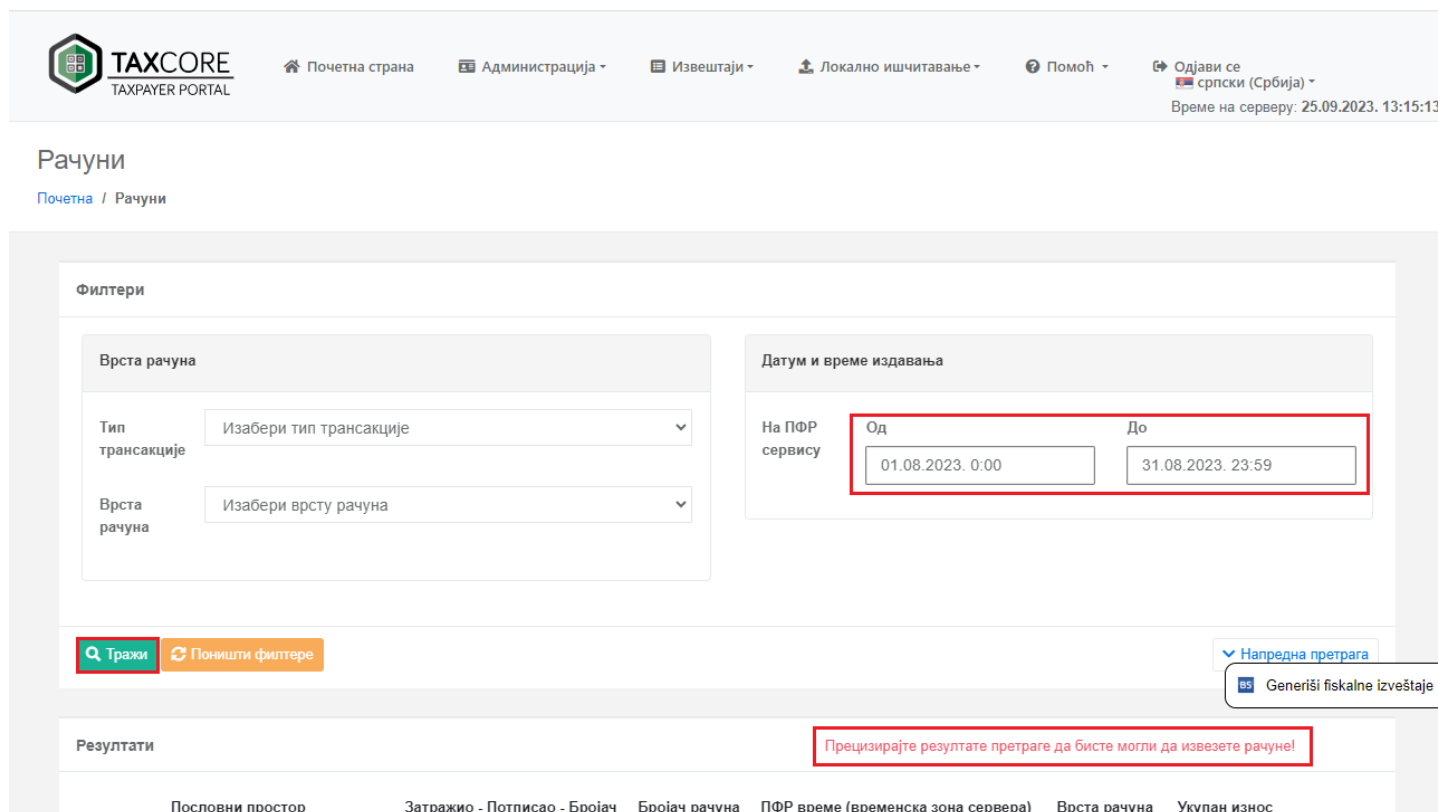 TAXCORE
TAXPAYER PORTAL
Почетна страна
Администрација
Извештаји
Локално ишчитавање
Помоћ
Одјави се
српски (Србија)
Време на серверу: 25.09.2023. 13:15:13
Рачуни
Почетна / Рачуни
Филтери
Врста рачуна
Тип трансакције
Изабери тип трансакције
Врста рачуна
Изабери врсту рачуна
Датум и време издавања
На ПФР сервису
Од
До
01.08.2023. 0:00
31.08.2023. 23:59
Тражи
Поништи филтере
Напредна претрага
BS Generiši fiskalne izveštaje
Резултати
Прецизирајте резултате претраге да бисте могли да извезете рачуне!
Пословни простор
Затражио - Потписао - Бројач
Бројач рачуна
ПФР време (временска зона сервера)
Врста рачуна
Укупан износ